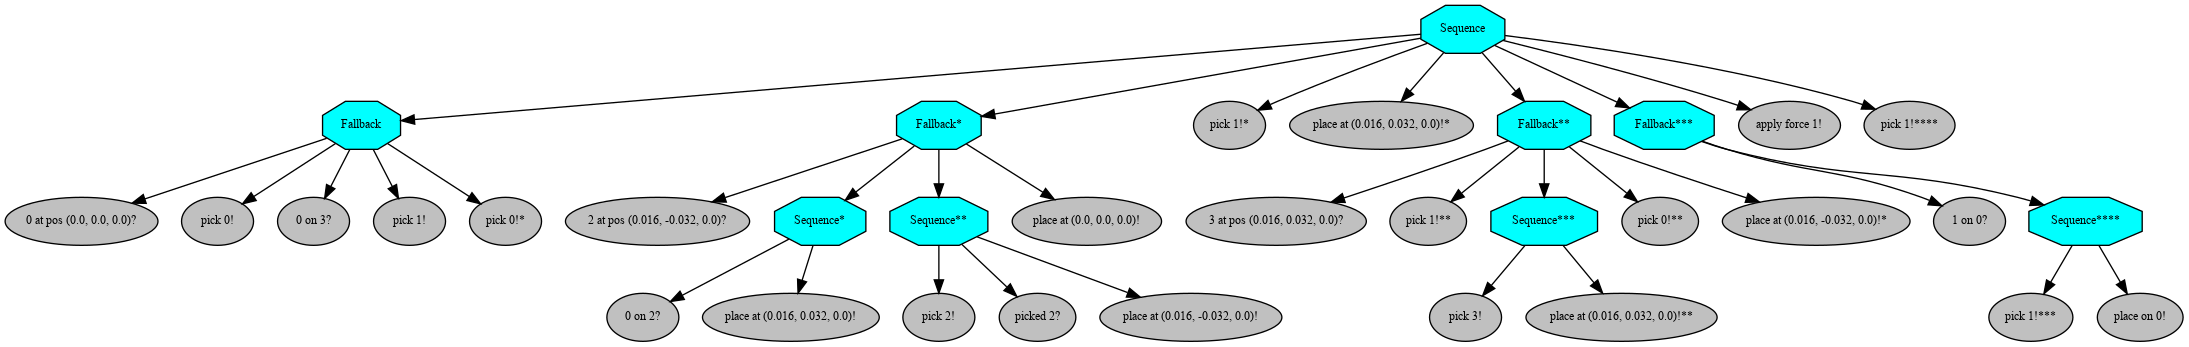 Sequence
Fallback
Fallback*
pick 1!*
place at (0.016, 0.032, 0.0)!*
Fallback**
Fallback***
apply force 1!
pick 1!****
0 at pos (0.0, 0.0, 0.0)?
pick 0!
0 on 3?
pick 1!
pick 0!*
2 at pos (0.016, -0.032, 0.0)?
Sequence*
Sequence**
place at (0.0, 0.0, 0.0)!
3 at pos (0.016, 0.032, 0.0)?
pick 1!**
Sequence***
pick 0!**
place at (0.016, -0.032, 0.0)!*
1 on 0?
Sequence****
0 on 2?
place at (0.016, 0.032, 0.0)!
pick 2!
picked 2?
place at (0.016, -0.032, 0.0)!
pick 3!
place at (0.016, 0.032, 0.0)!**
pick 1!***
place on 0!